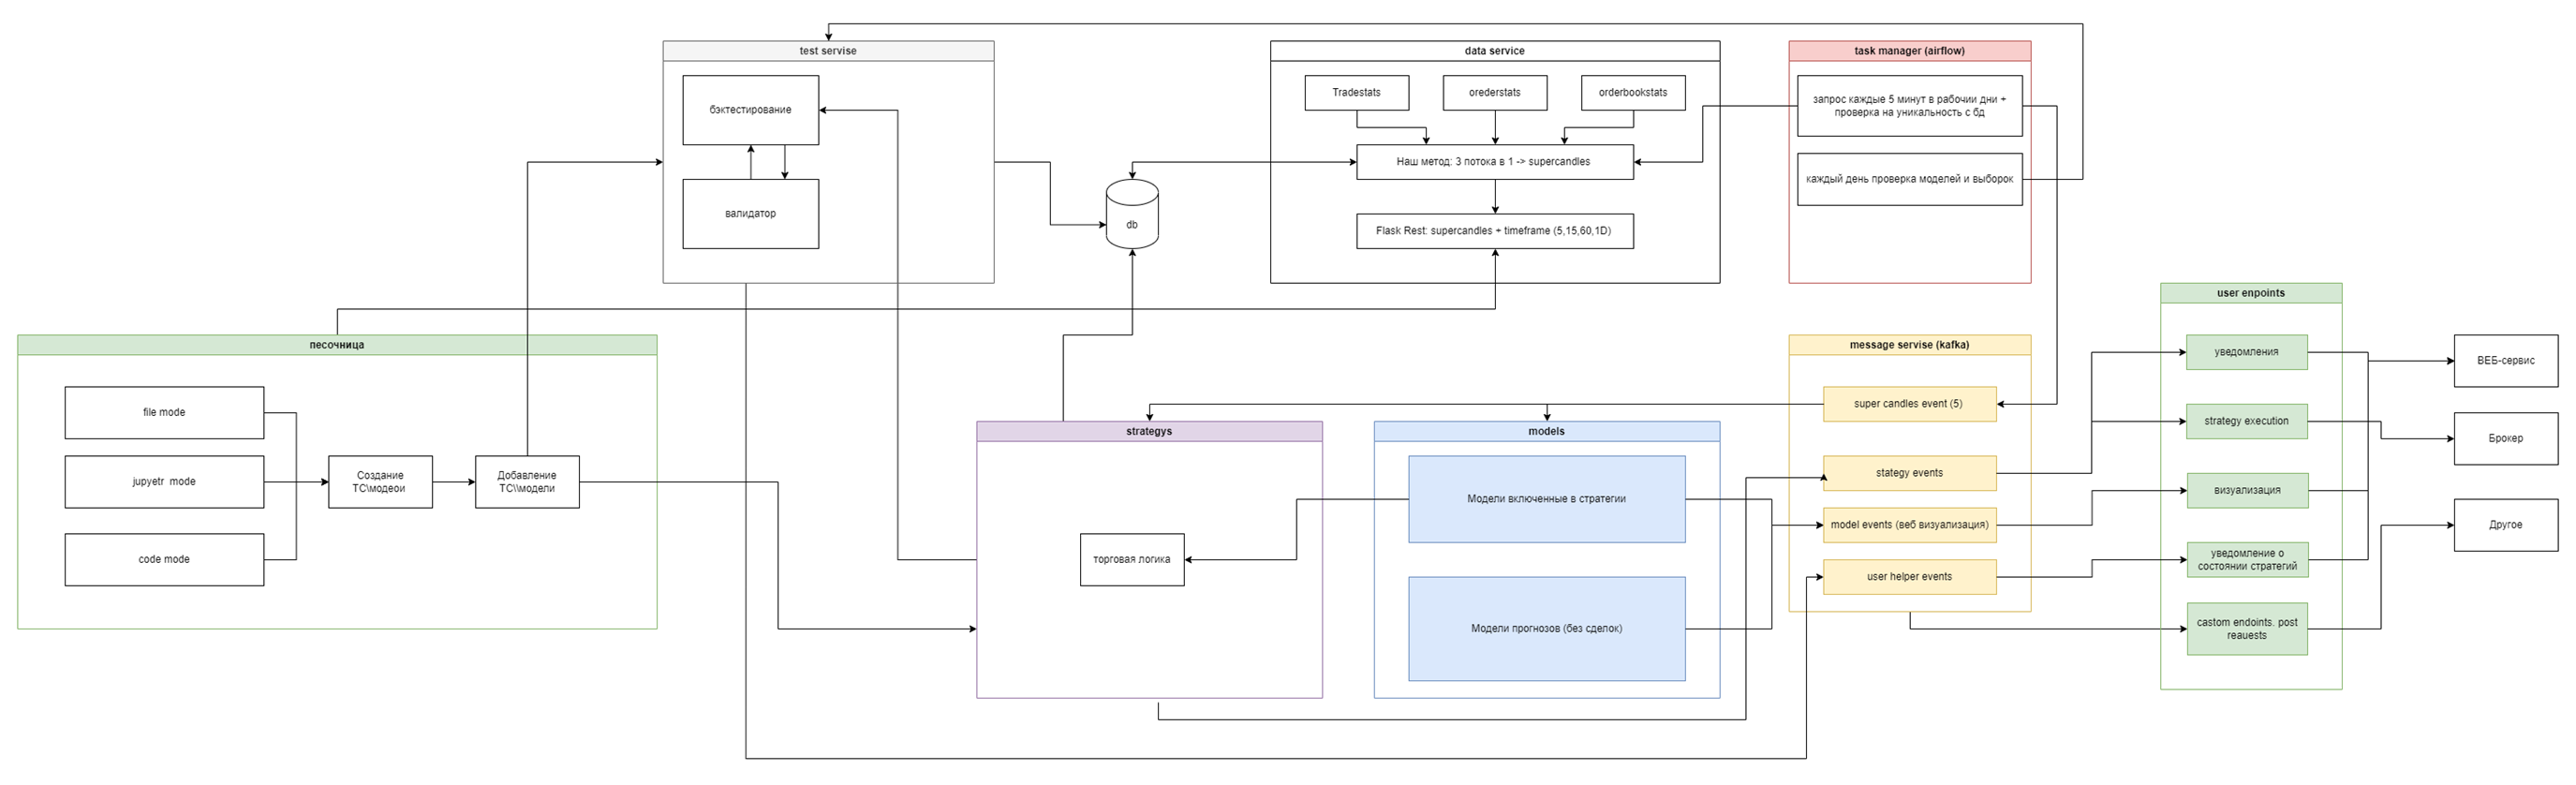 test servise
бэктестирование
валидатор
db
data service
Tradestats
orederstats
orderbookstats
Наш метод: 3 потока в 1 -> supercandles
Flask Rest: supercandles + timeframe (5,15,60,1D)
task manager (airflow)
запрос каждые 5 минут в рабочии дни +
проверка на уникальность с бд
каждый день проверка моделей и выборок
песочница
file mode
jupyetr mode
code mode
Создание
ТС\модеои
Добавление
ТС\\модели
strategys
торговая логика
models
Модели включенные в стратегии
Модели прогнозов (без сделок)
message servise (kafka)
super candles event (5)
stategy events
model events (веб визуализация)
user helper events
user enpoints
уведомления
strategy execution
визуализация
уведомление о
состоянии стратегий
castom endoints. post
reauests
ВЕБ-сервис
Брокер
Другое